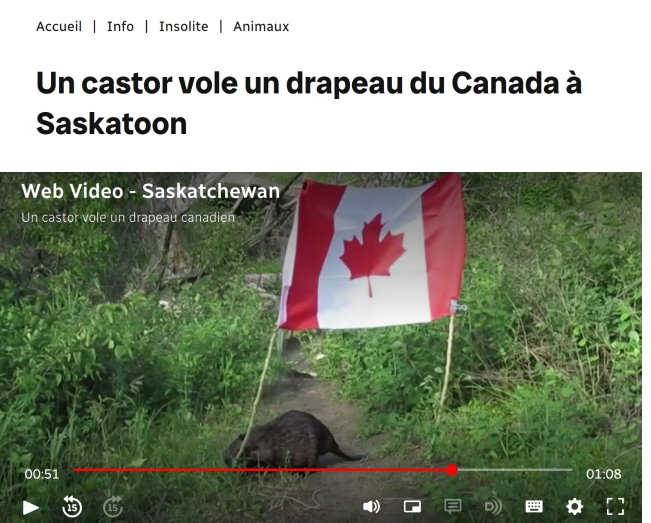 Accueil | Info | Insolite | Animaux
Un castor vole un drapeau du Canada à
Saskatoon
Web Video - Saskatchewan
Un castor vole un drapeau canadien
00:51
01:08
15
15